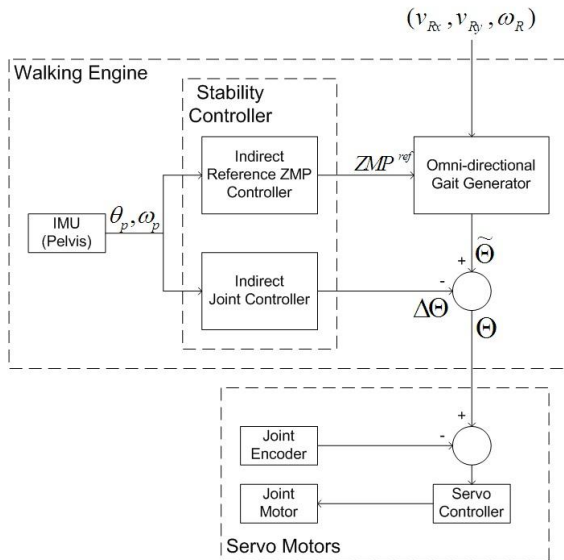 (v_Rx, v_Ry, ω_R)
Walking Engine
Stability
Controller
Indirect
Reference ZMP
Controller
ZMP^ref
Omni-directional
Gait Generator
IMU
(Pelvis)
θ_p, ω_p
+
Θ̃
Indirect
Joint Controller
-
ΔΘ
Θ
+
-
Joint
Encoder
Joint
Motor
Servo
Controller
Servo Motors